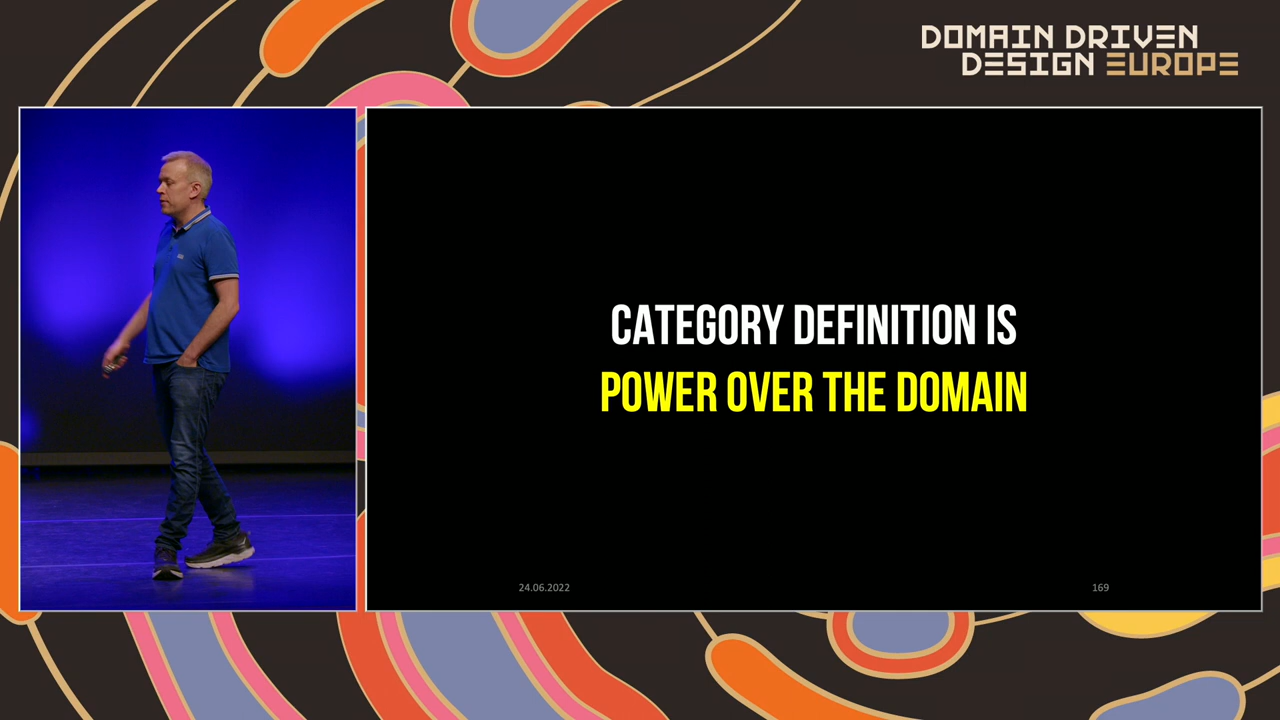 DOMAIN DRIVEN
DESIGN EUROPE
CATEGORY DEFINITION IS
POWER OVER THE DOMAIN
24.06.2022
169